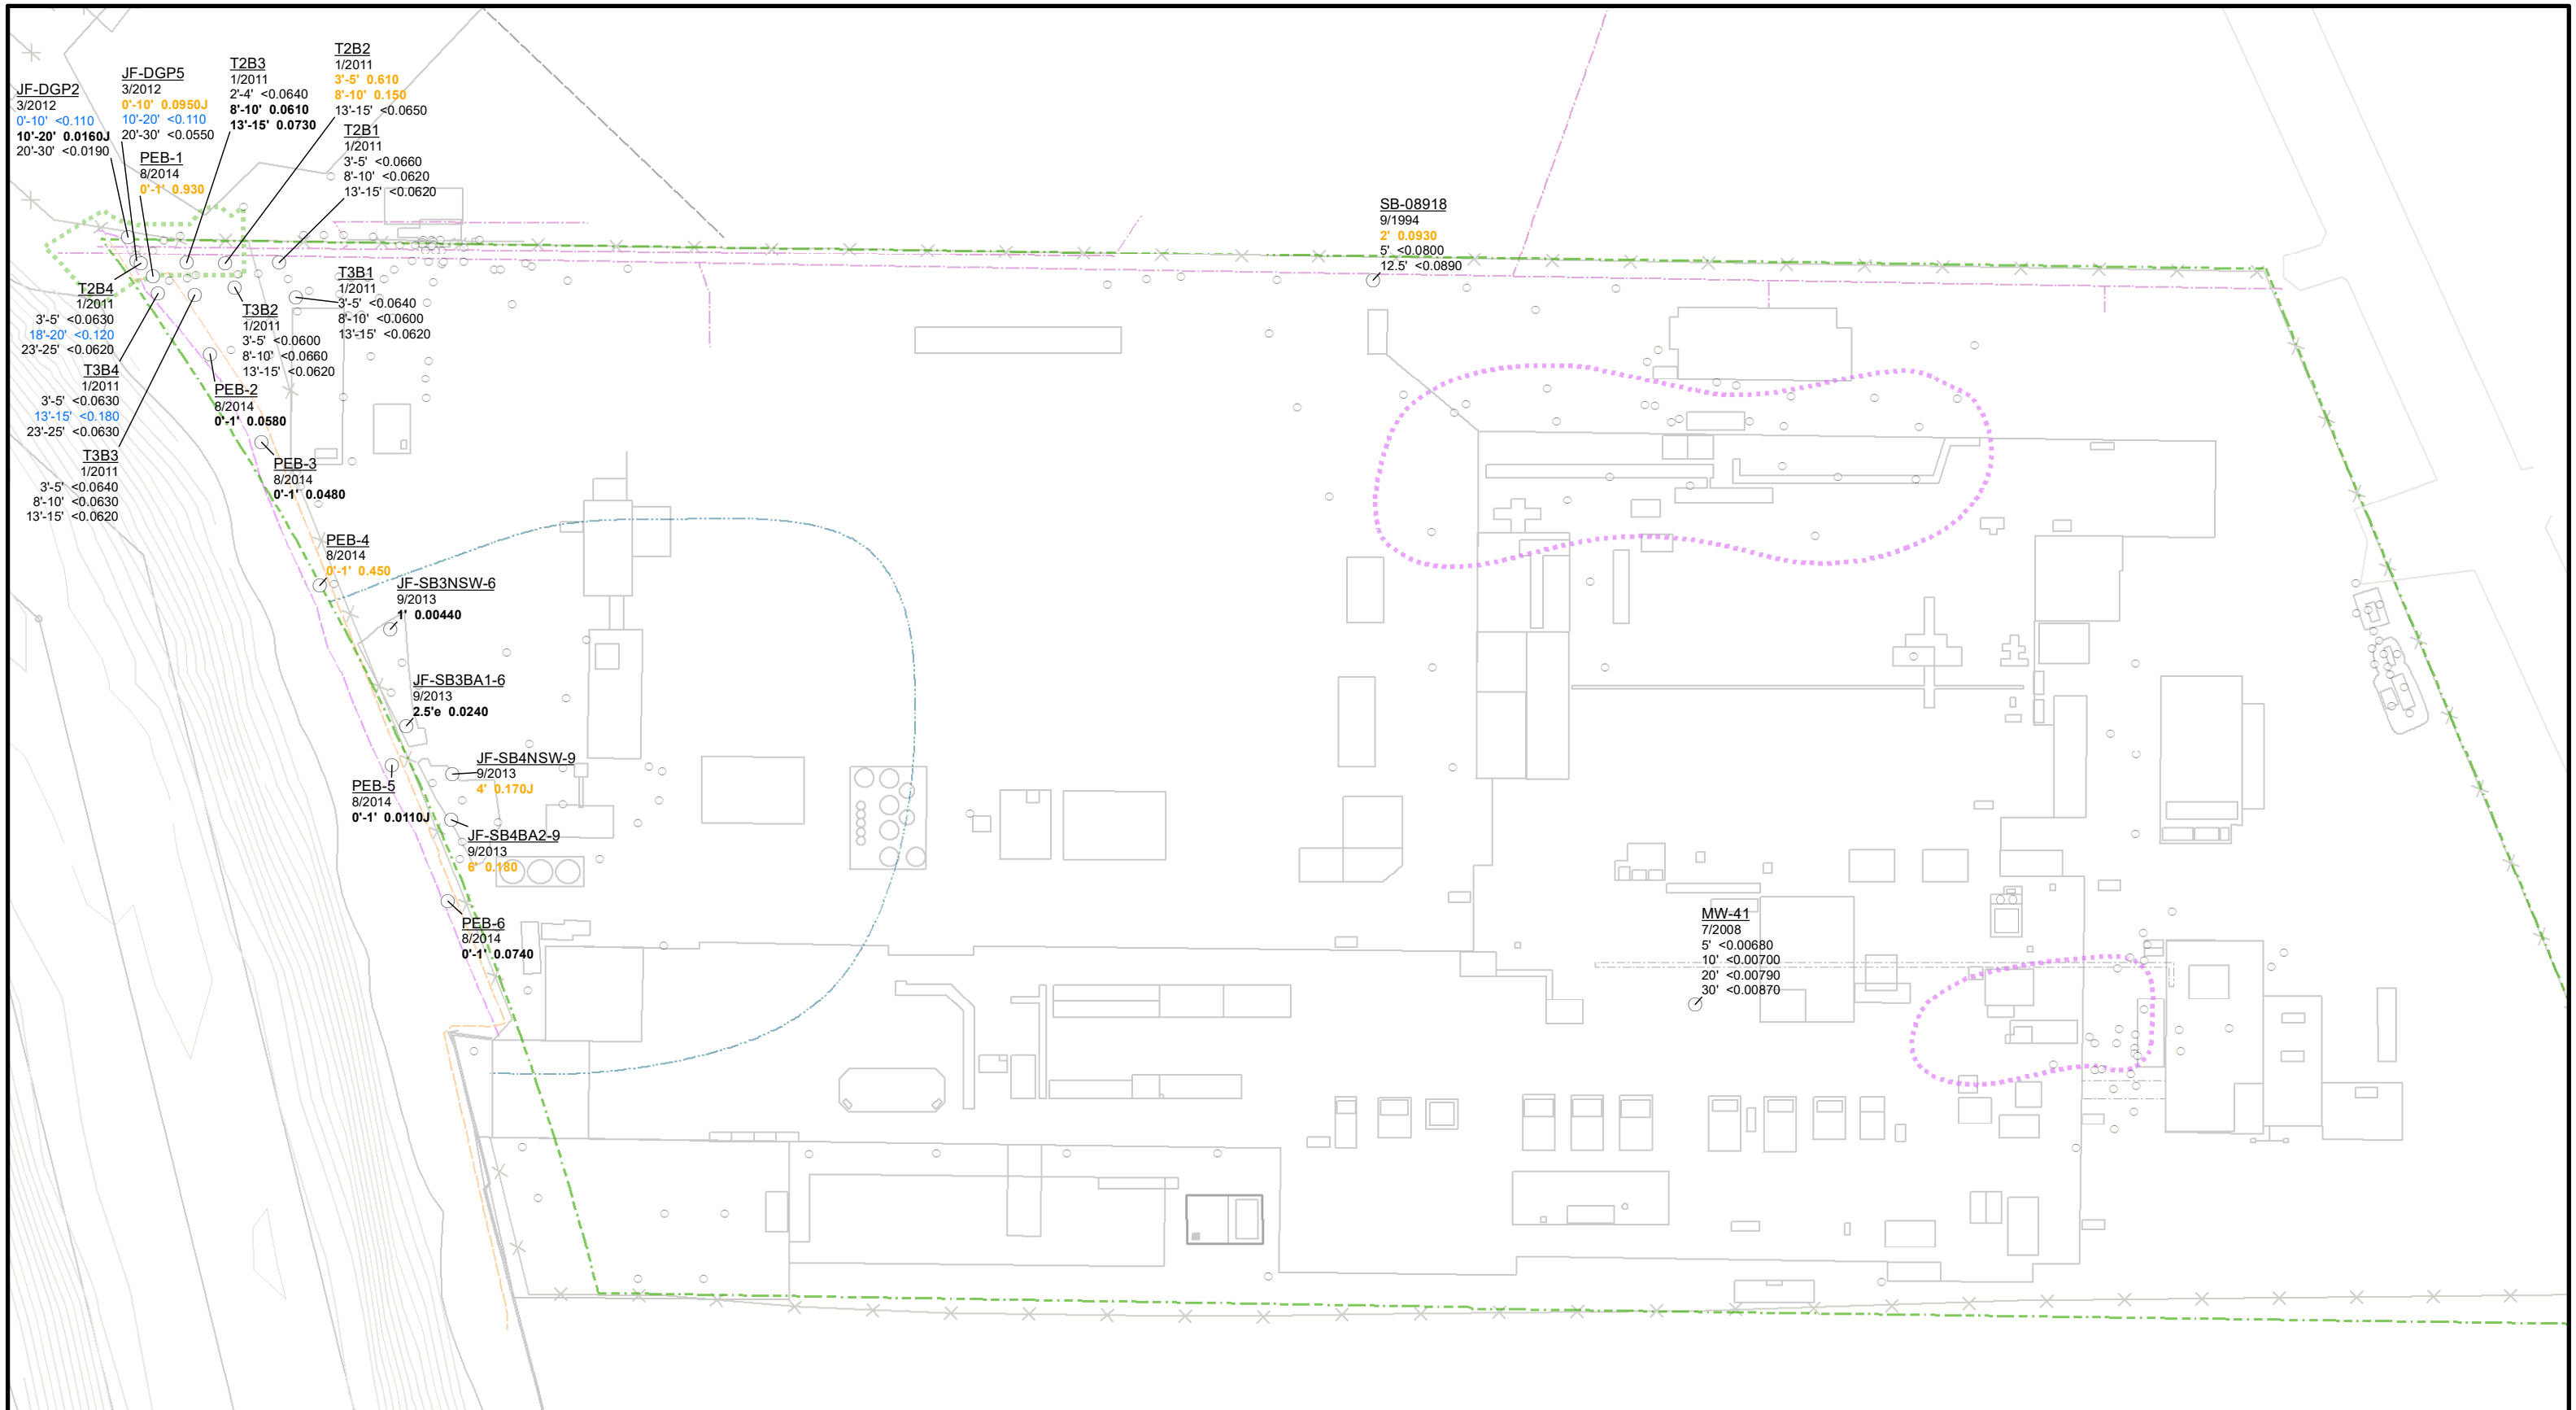 JF-DGP2
3/2012
0'-10' <0.110
10'-20' 0.0160J
20'-30' <0.0190
JF-DGP5
3/2012
0'-10' 0.0950J
10'-20' <0.110
20'-30' <0.0550
PEB-1
8/2014
0'-1' 0.930
T2B3
1/2011
2'-4' <0.0640
8'-10' 0.0610
13'-15' 0.0730
T2B2
1/2011
3'-5' 0.610
8'-10' 0.150
13'-15' <0.0650
T2B1
1/2011
3'-5' <0.0660
8'-10' <0.0620
13'-15' <0.0620
SB-08918
9/1994
2' 0.0930
5' <0.0800
12.5' <0.0890
T2B4
1/2011
3'-5' <0.0630
18'-20' <0.120
23'-25' <0.0620
T3B2
1/2011
3'-5' <0.0600
8'-10' <0.0660
13'-15' <0.0620
T3B1
1/2011
3'-5' <0.0640
8'-10' <0.0600
13'-15' <0.0620
T3B4
1/2011
3'-5' <0.0630
13'-15' <0.180
23'-25' <0.0630
PEB-2
8/2014
0'-1' 0.0580
T3B3
1/2011
3'-5' <0.0640
8'-10' <0.0630
13'-15' <0.0620
PEB-3
8/2014
0'-1' 0.0480
PEB-4
8/2014
0'-1' 0.450
JF-SB3NSW-6
9/2013
1' 0.00440
JF-SB3BA1-6
9/2013
2.5'e 0.0240
JF-SB4NSW-9
9/2013
4' 0.170J
PEB-5
8/2014
0'-1' 0.0110J
JF-SB4BA2-9
9/2013
6' 0.180
PEB-6
8/2014
0'-1' 0.0740
MW-41
7/2008
5' <0.00680
10' <0.00700
20' <0.00790
30' <0.00870